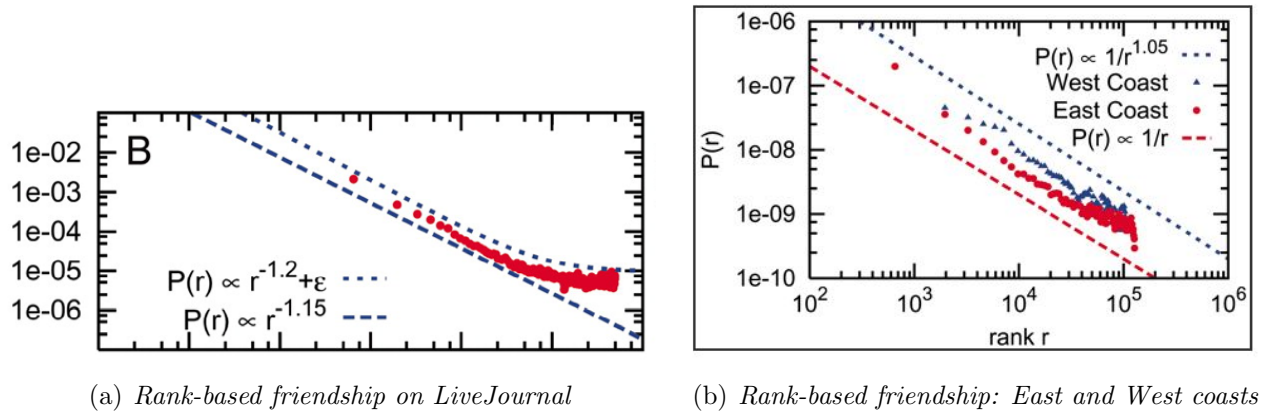 B
1e-02
1e-03
1e-04
1e-05
1e-06
P(r) ∝ r^-1.2+ε
P(r) ∝ r^-1.15
(a) Rank-based friendship on LiveJournal
1e-06
1e-07
1e-08
1e-09
1e-10
P(r)
P(r) ∝ 1/r^1.05
West Coast
East Coast
P(r) ∝ 1/r
10^2 10^3 10^4 10^5 10^6
rank r
(b) Rank-based friendship: East and West coasts